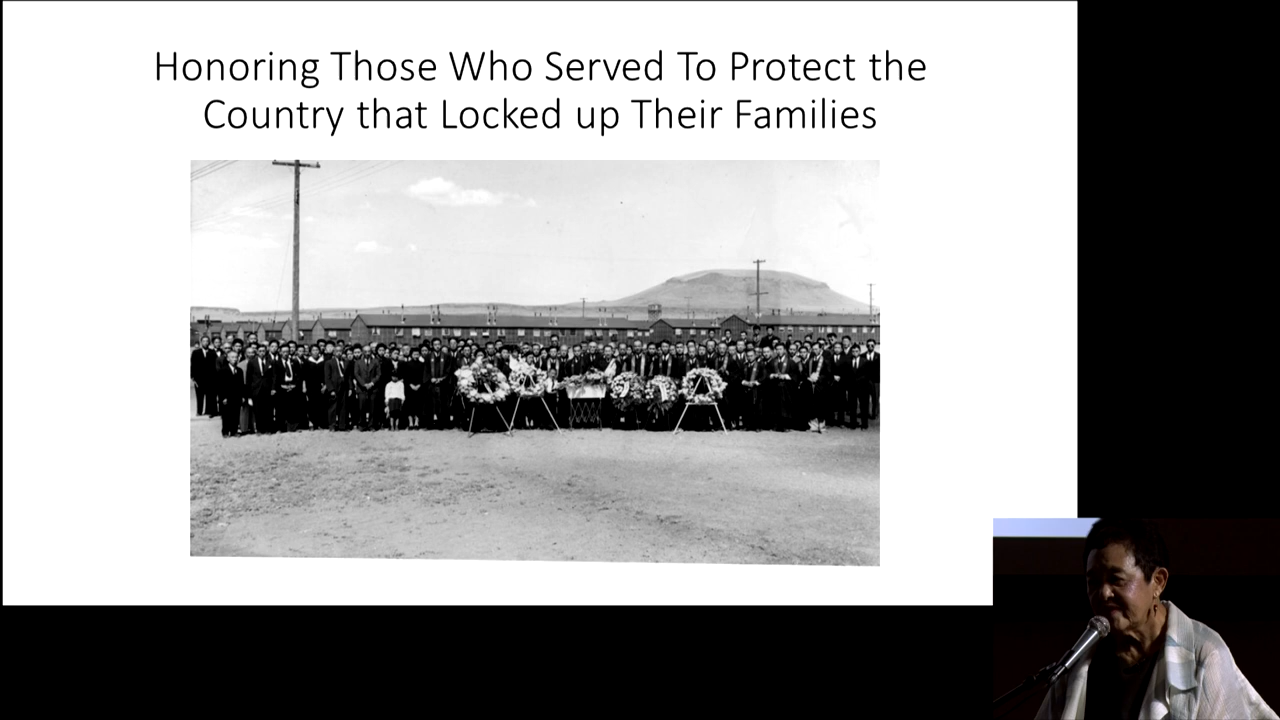 Honoring Those Who Served To Protect the
Country that Locked up Their Families